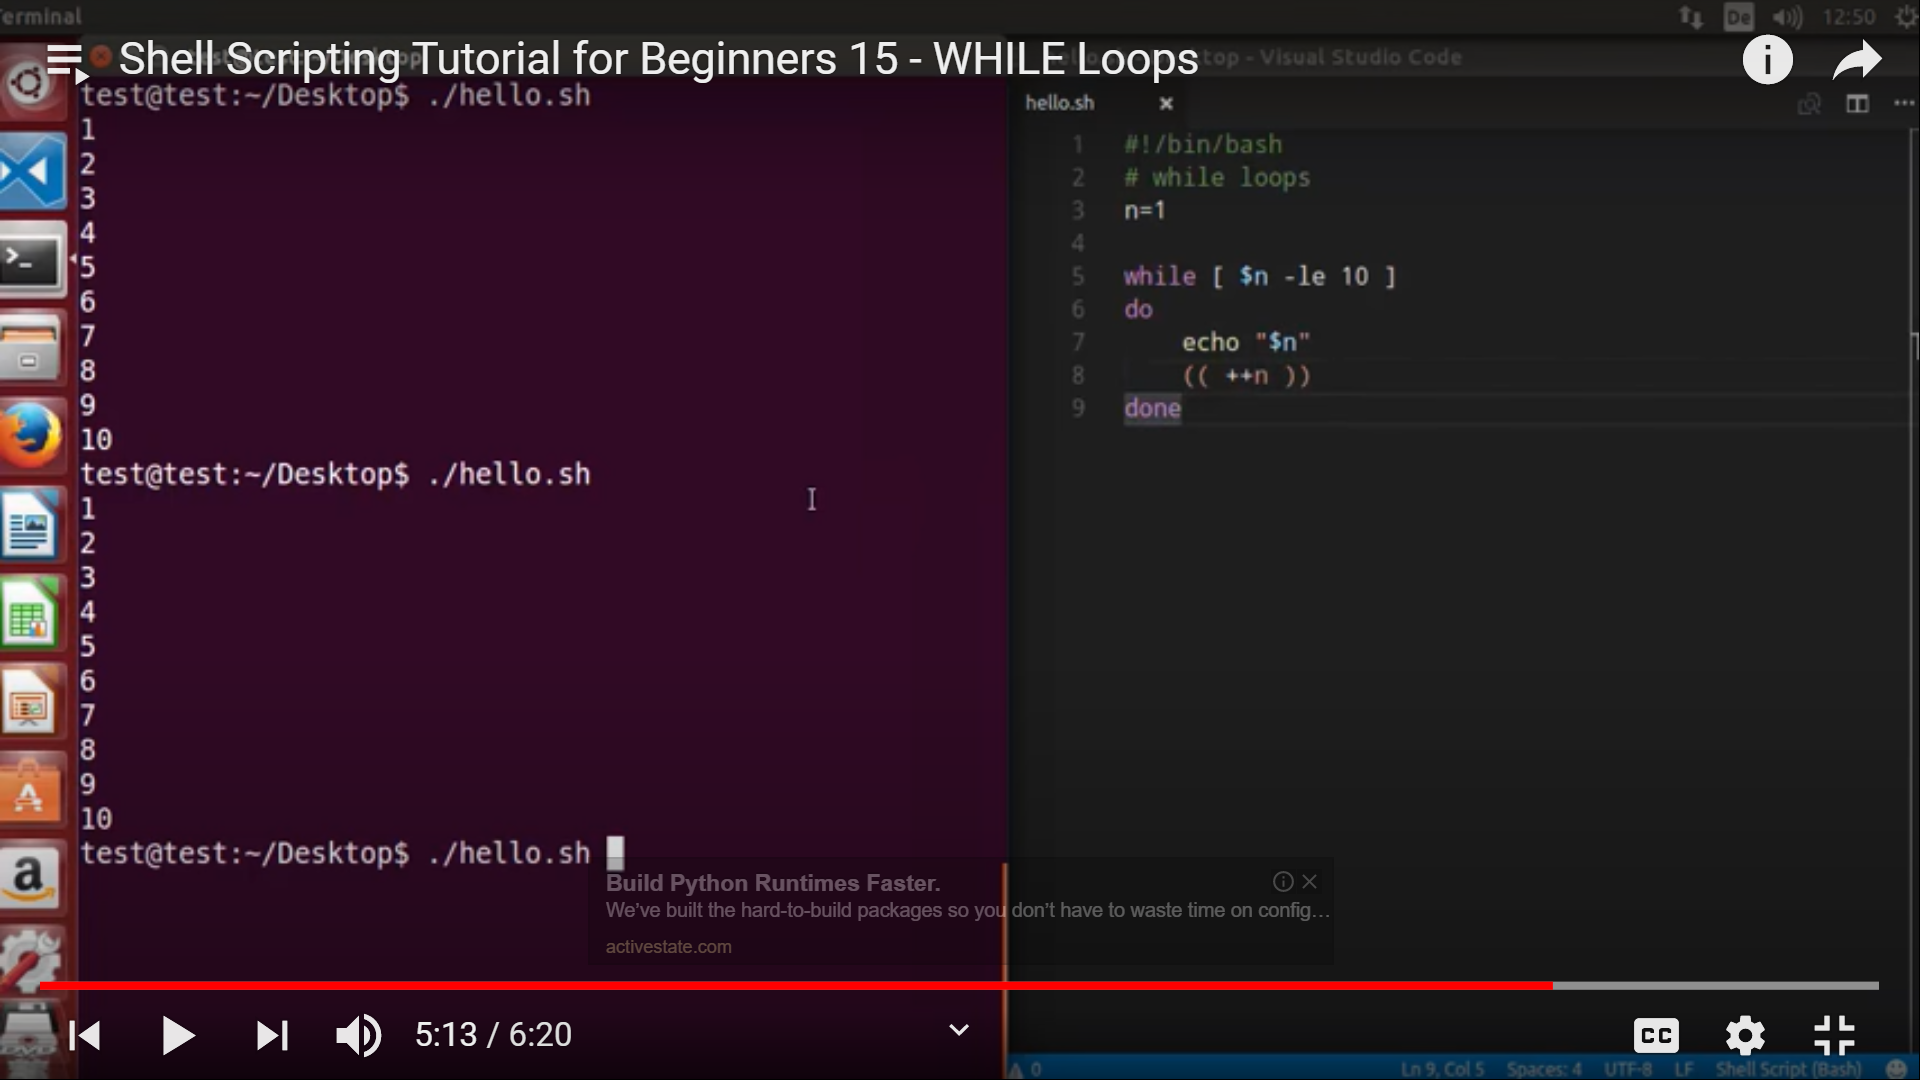 Terminal
De
12:50
Shell Scripting Tutorial for Beginners 15 - WHILE Loops
top - Visual Studio Code
test@test:~/Desktop$ ./hello.sh
1
2
3
4
5
6
7
8
9
10
test@test:~/Desktop$ ./hello.sh
1
2
3
4
5
6
7
8
9
10
test@test:~/Desktop$ ./hello.sh
hello.sh
1 #!/bin/bash
2 # while loops
3 n=1
4
5 while [ $n -le 10 ]
6 do
7 echo "$n"
8 (( ++n ))
9 done
Build Python Runtimes Faster.
We've built the hard-to-build packages so you don't have to waste time on config...
activestate.com
5:13 / 6:20
CC
0
Ln 9, Col 5 Spaces: 4 UTF-8 LF Shell Script (Bash)